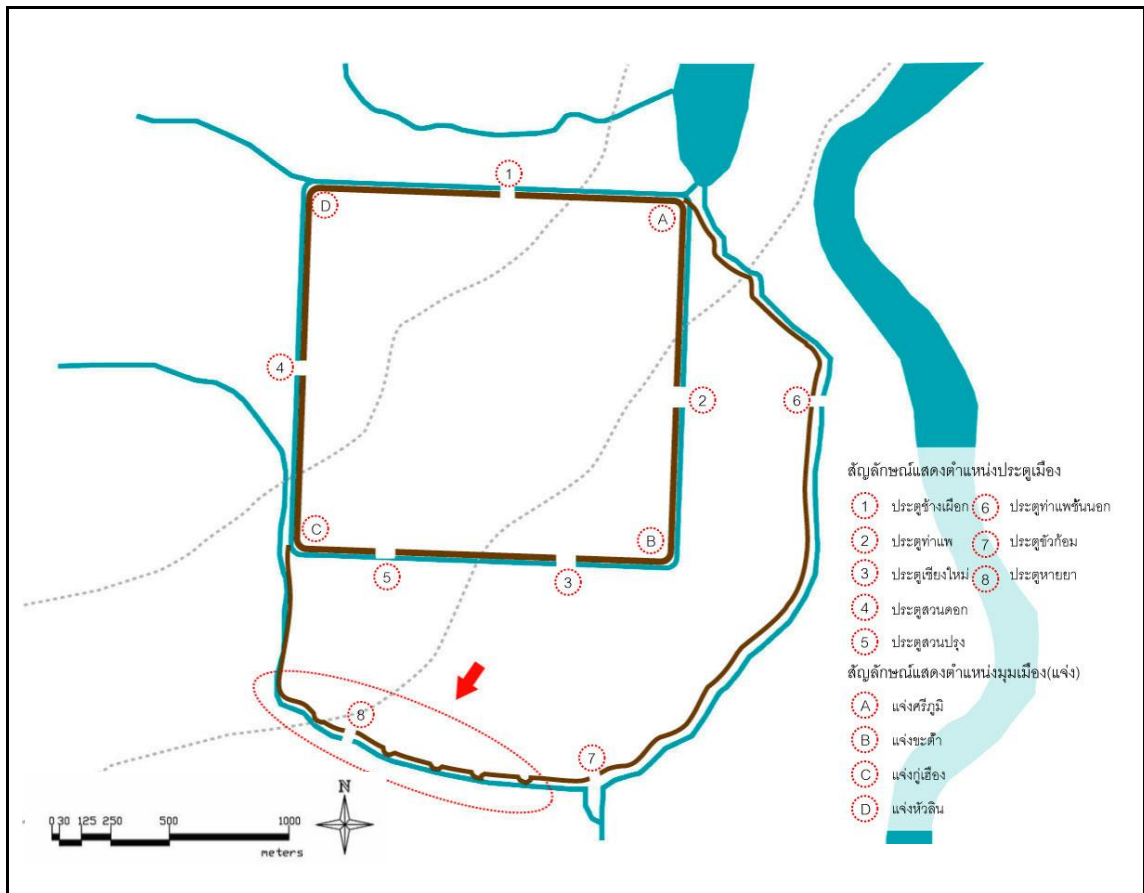 1
D
A
4
2
6
C
B
5
3
8
7
สัญลักษณ์แสดงตำแหน่งประตูเมือง
1 ประตูช้างเผือก 6 ประตูท่าแพชั้นนอก
2 ประตูท่าแพ 7 ประตูขัวก้อม
3 ประตูเชียงใหม่ 8 ประตูหายยา
4 ประตูสวนดอก
5 ประตูสวนปรุง
สัญลักษณ์แสดงตำแหน่งมุมเมือง(แจ่ง)
A แจ่งศรีภูมิ
B แจ่งขะต๊ำ
C แจ่งกู่เฮือง
D แจ่งหัวลิน
N
0 30 125 250 500 1000
meters